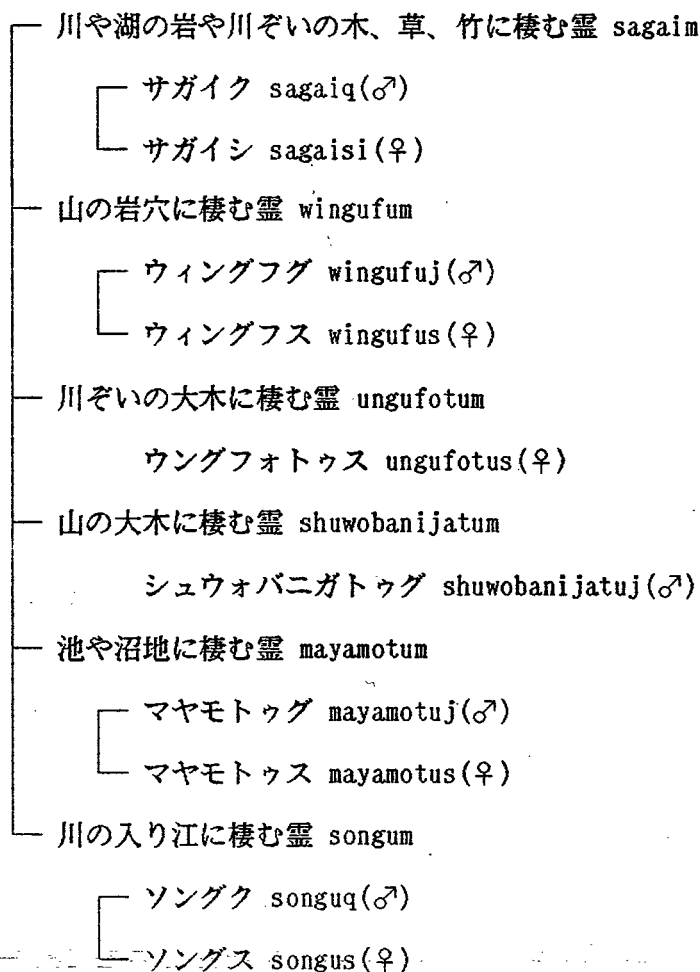 川や湖の岩や川ぞいの木、草、竹に棲む霊 sagaim
サガイク sagaiq(♂)
サガイシ sagaisi(♀)
山の岩穴に棲む霊 wingufum
ウィングフグ wingufuj(♂)
ウィングフス wingufus(♀)
川ぞいの大木に棲む霊 ungufotum
ウングフォトゥス ungufotus(♀)
山の大木に棲む霊 shuwobanijatum
シュウォバニガトゥグ shuwobanijatuj(♂)
池や沼地に棲む霊 mayamotum
マヤモトゥグ mayamotuj(♂)
マヤモトゥス mayamotus(♀)
川の入り江に棲む霊 songum
ソングク songuq(♂)
ソングス songus(♀)